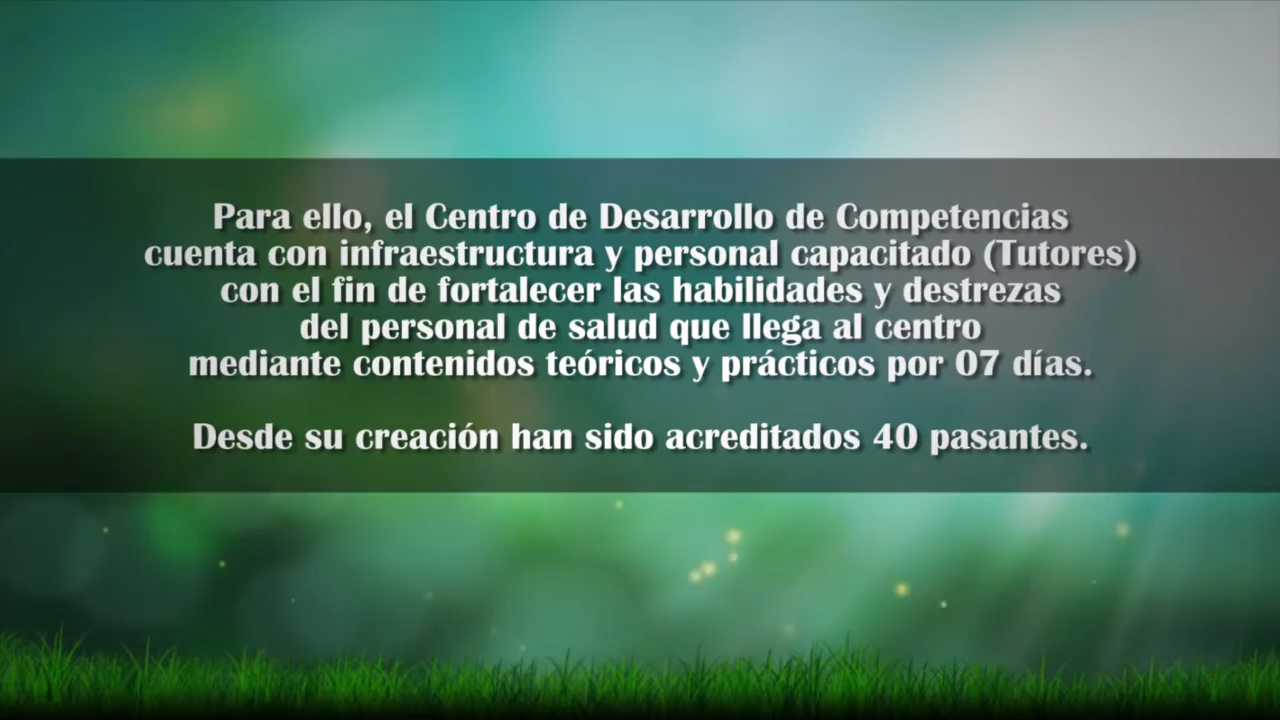 Para ello, el Centro de Desarrollo de Competencias
cuenta con infraestructura y personal capacitado (Tutores)
con el fin de fortalecer las habilidades y destrezas
del personal de salud que llega al centro
mediante contenidos teóricos y prácticos por 07 días.
Desde su creación han sido acreditados 40 pasantes.